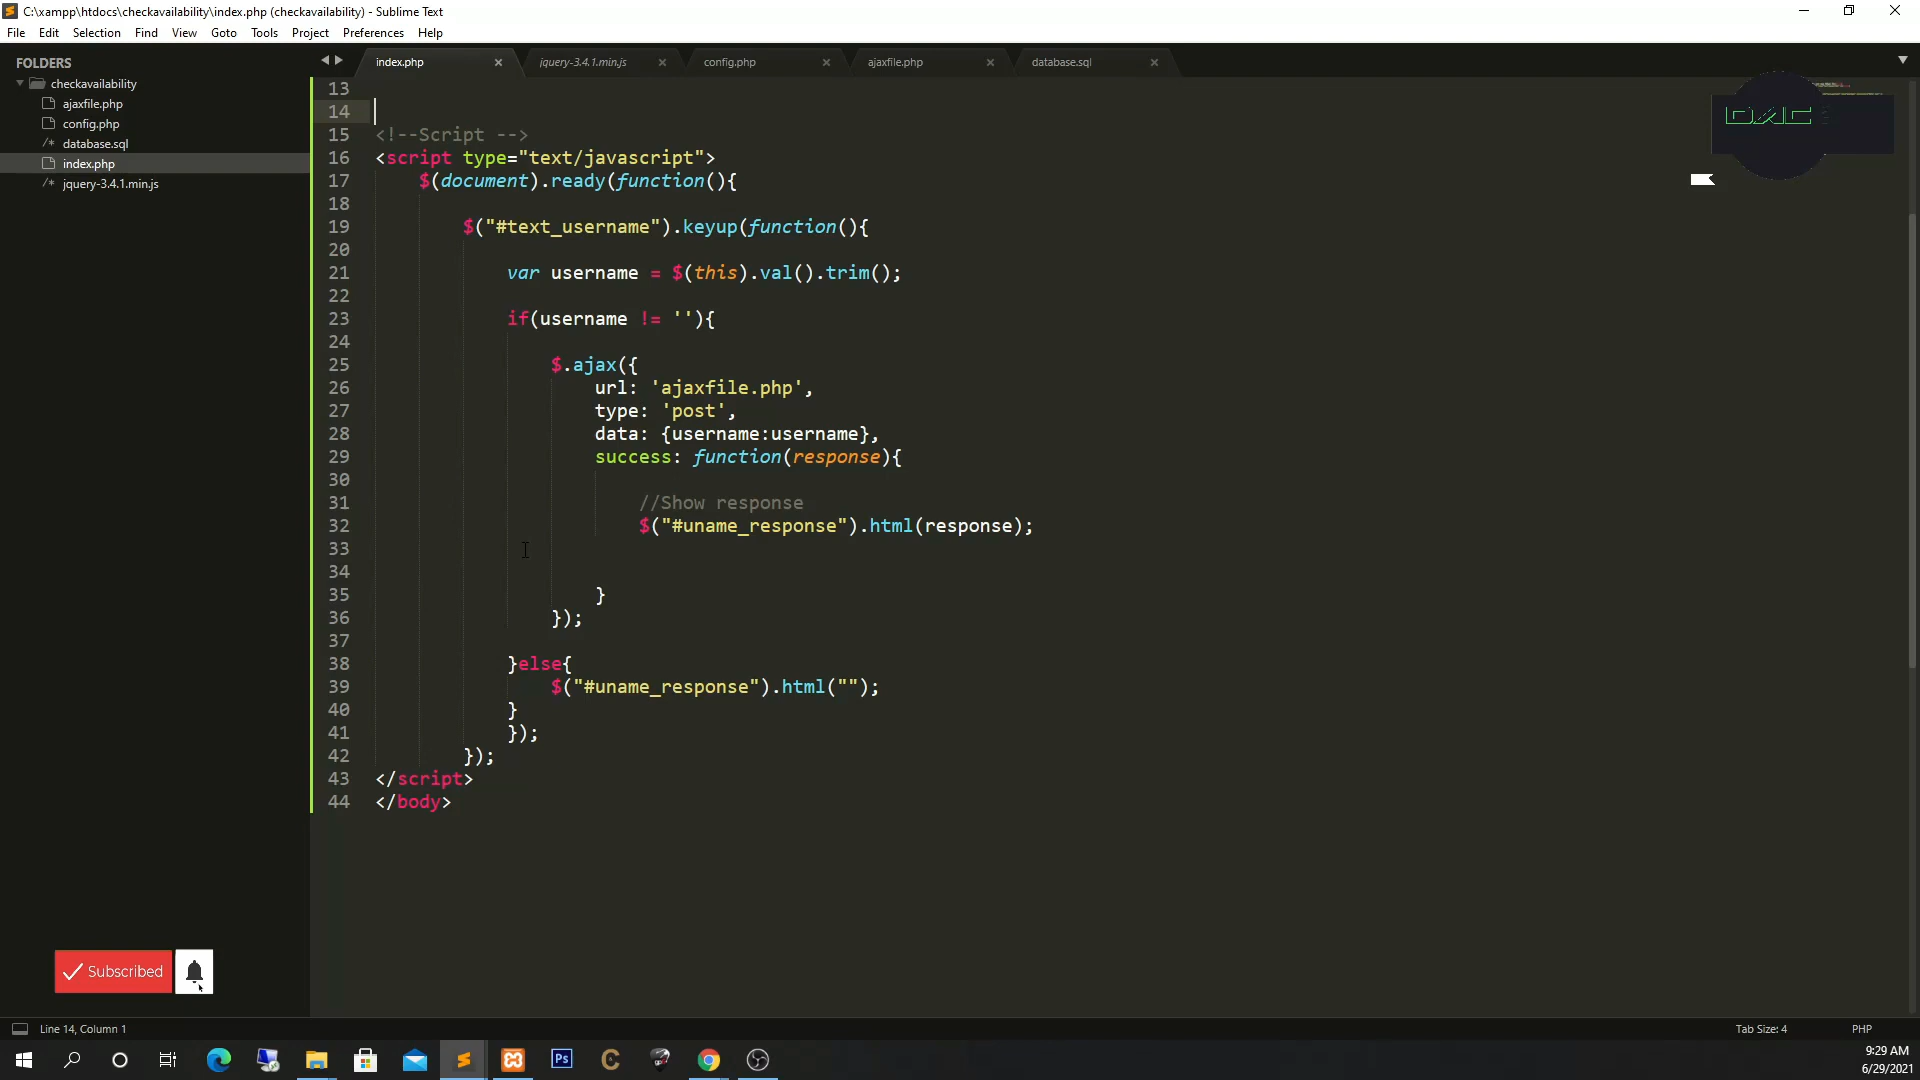 C:\xampp\htdocs\checkavailability\index.php (checkavailability) - Sublime Text
File Edit Selection Find View Goto Tools Project Preferences Help
FOLDERS
checkavailability
ajaxfile.php
config.php
/* database.sql
index.php
/* jquery-3.4.1.min.js
index.php jquery-3.4.1.min.js config.php ajaxfile.php database.sql
13
14
15 <!--Script -->
16 <script type="text/javascript">
17 $(document).ready(function(){
18
19 $("#text_username").keyup(function(){
20
21 var username = $(this).val().trim();
22
23 if(username != ''){
24
25 $.ajax({
26 url: 'ajaxfile.php',
27 type: 'post',
28 data: {username:username},
29 success: function(response){
30
31 //Show response
32 $("#uname_response").html(response);
33
34
35 }
36 });
37
38 }else{
39 $("#uname_response").html("");
40 }
41 });
42 });
43 </script>
44 </body>
Subscribed
Line 14, Column 1
Tab Size: 4 PHP
Ps
9:29 AM
6/29/2021